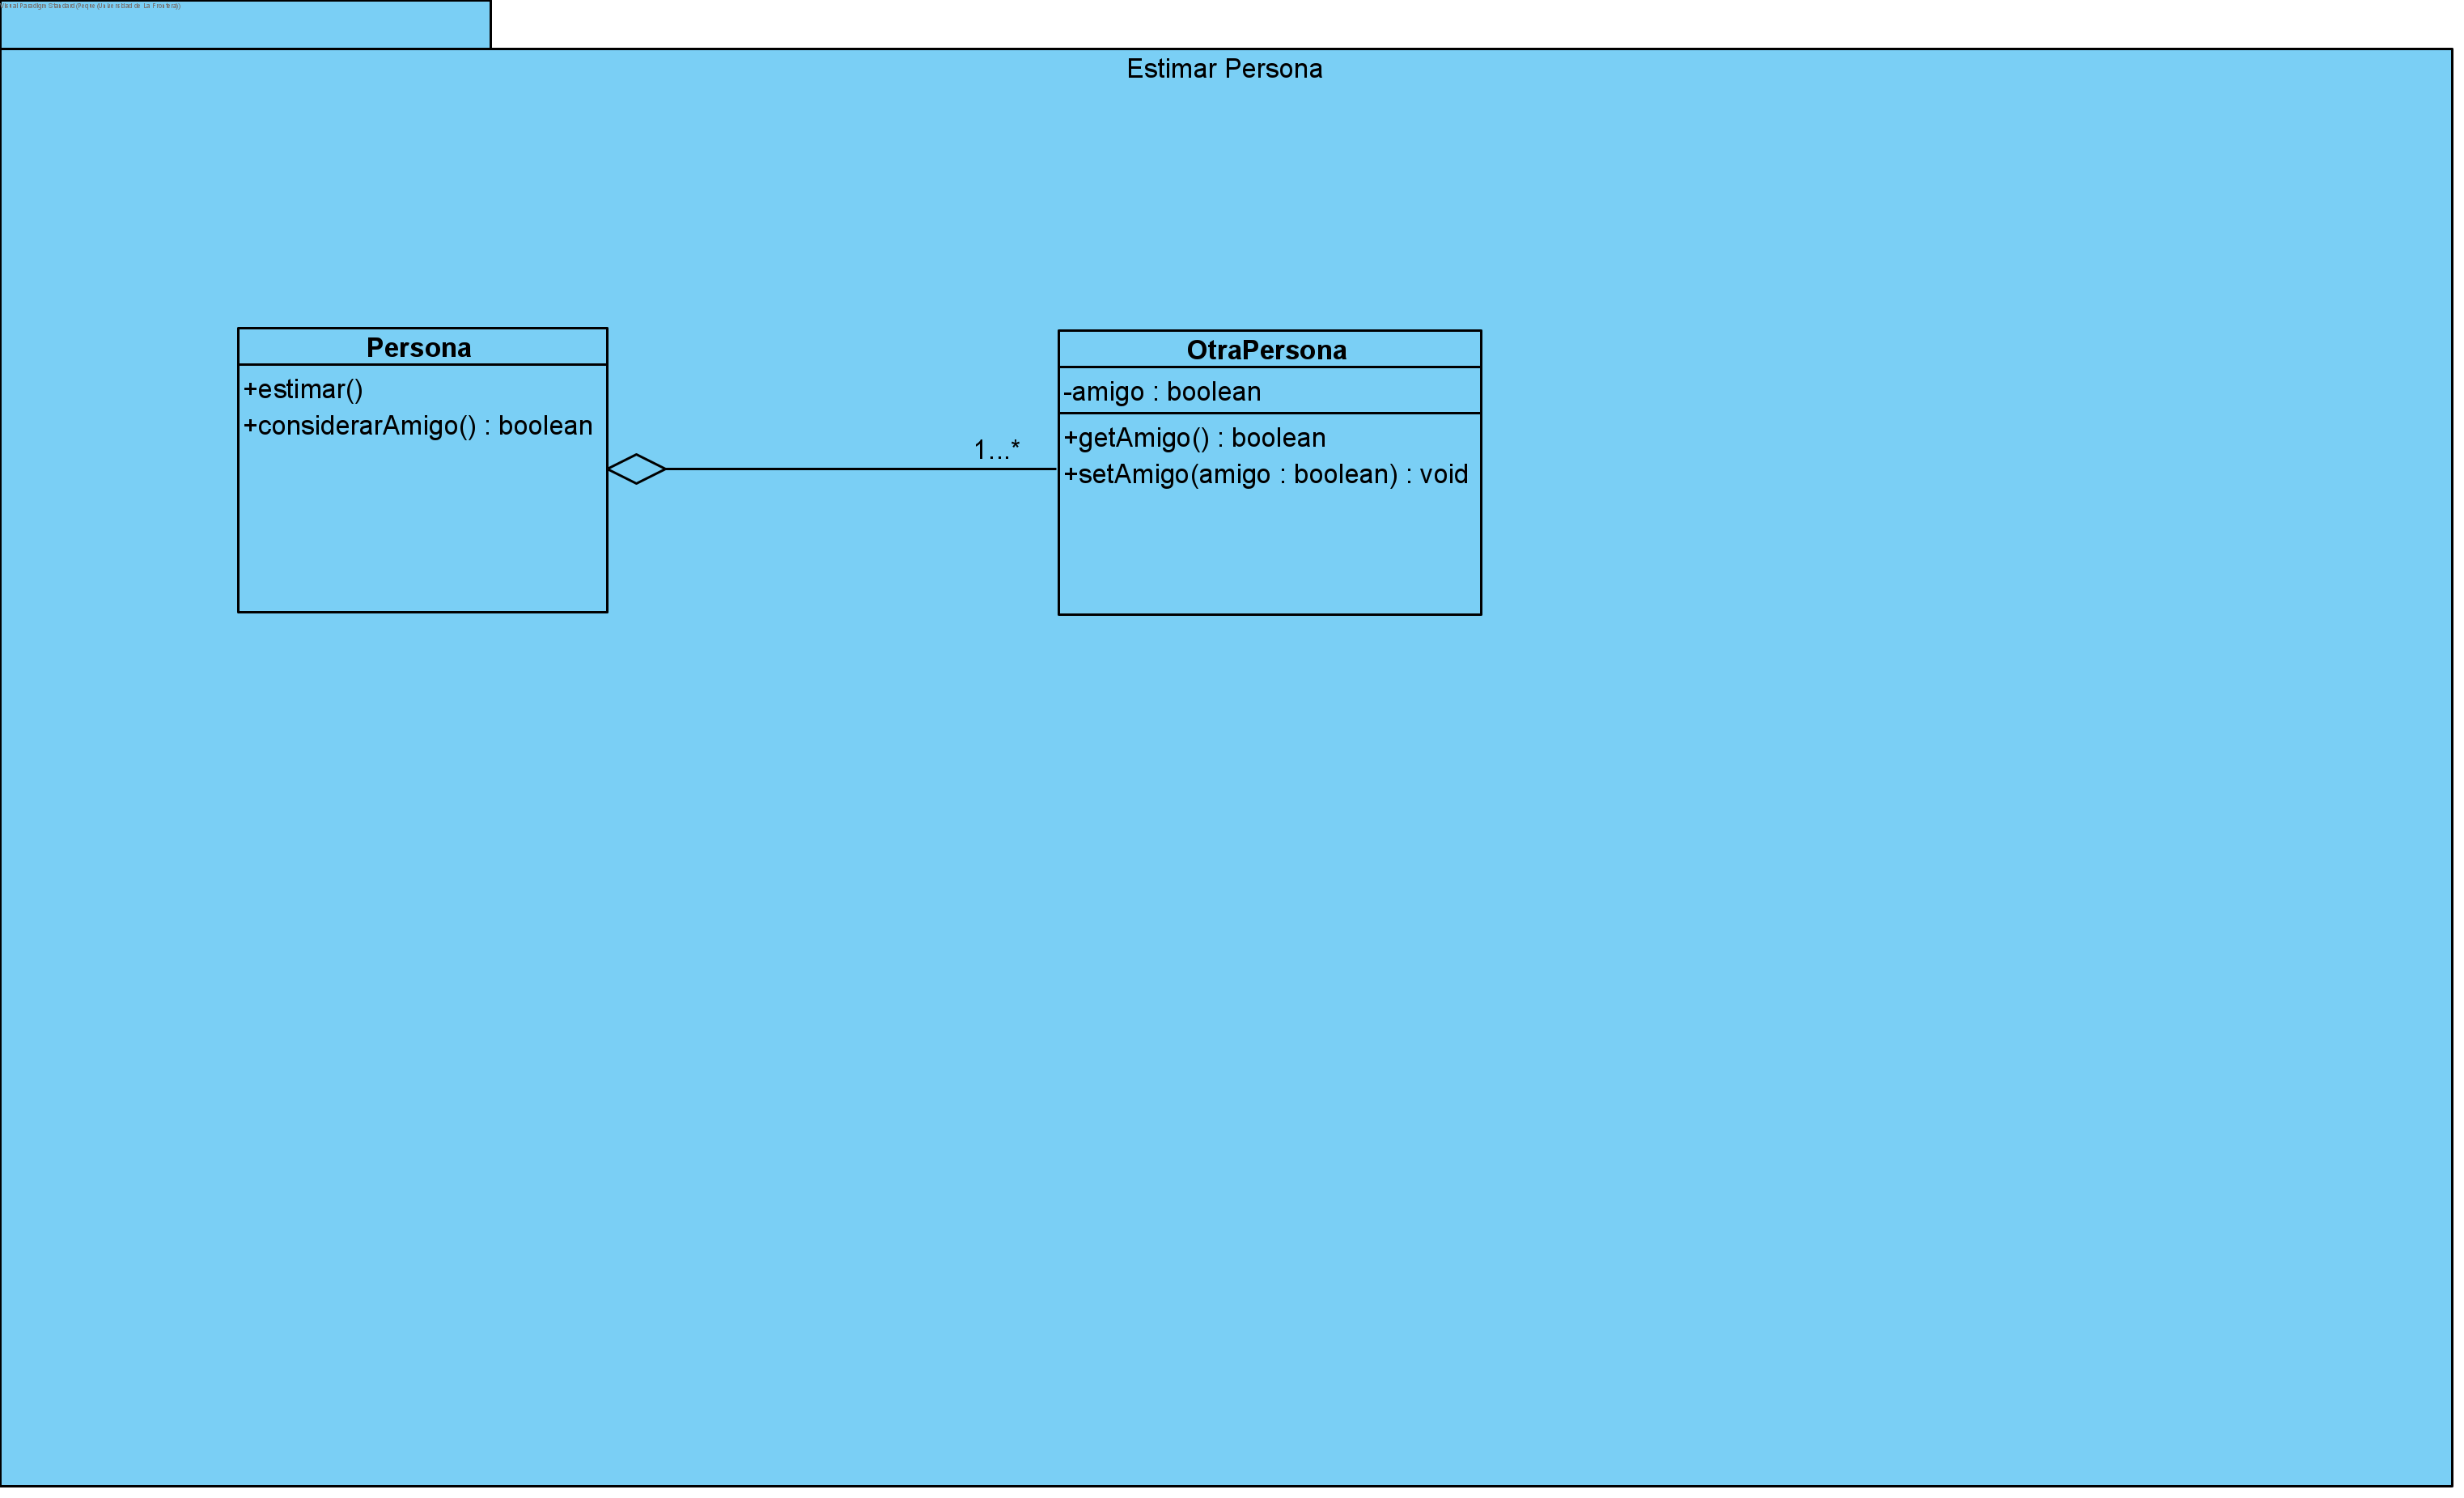 Visual Paradigm Standard (Pequa (Universidad de La Frontera))
Estimar Persona
Persona
+estimar()
+considerarAmigo() : boolean
1...*
OtraPersona
-amigo : boolean
+getAmigo() : boolean
+setAmigo(amigo : boolean) : void